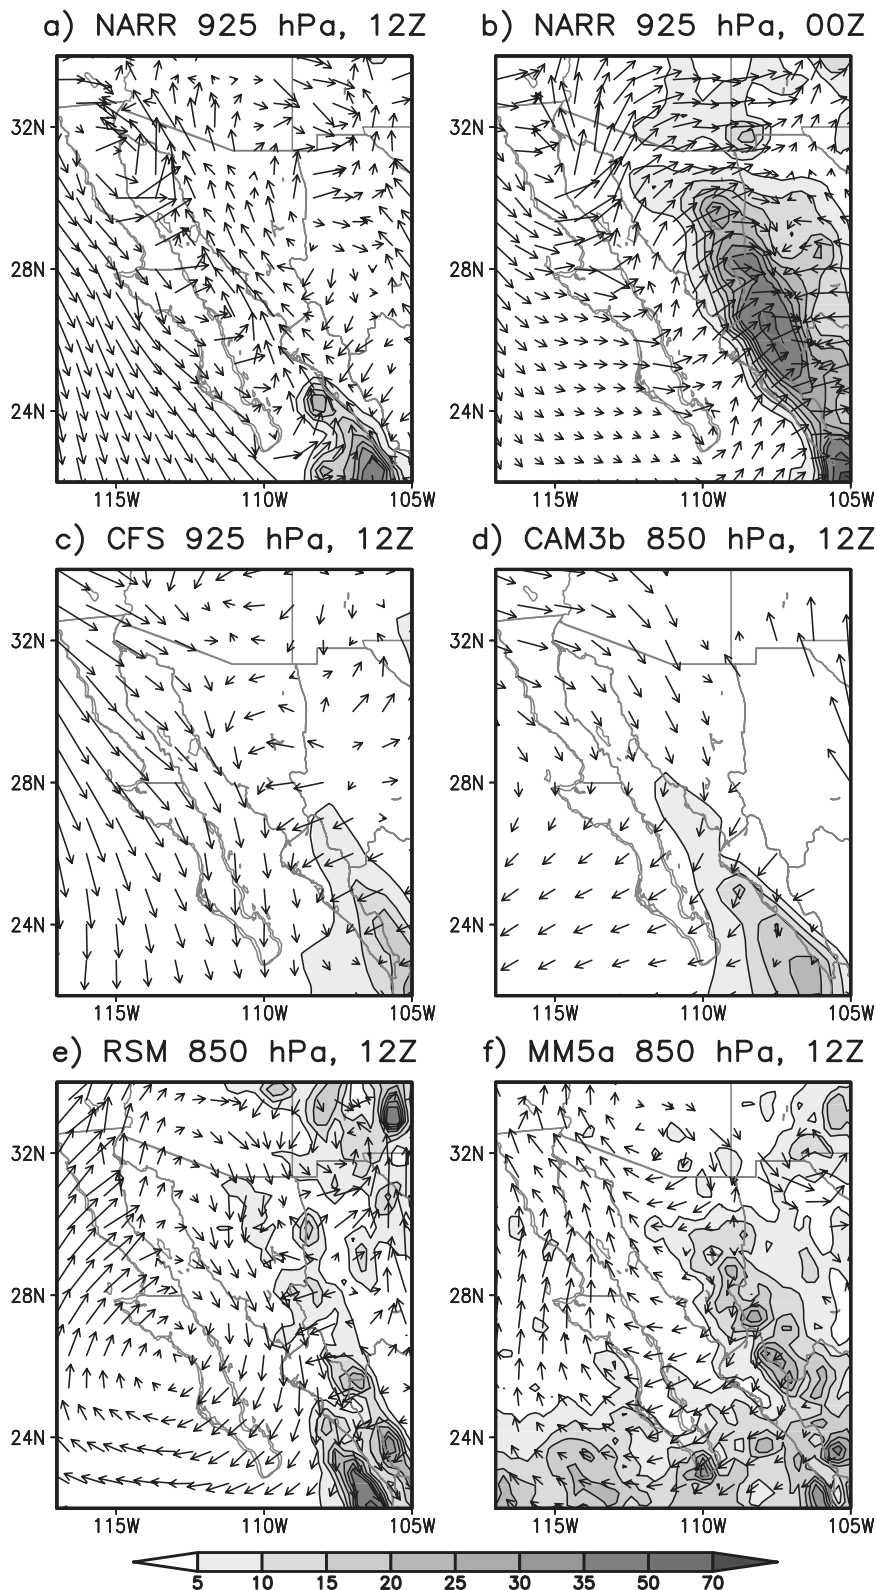 a) NARR 925 hPa, 12Z
b) NARR 925 hPa, 00Z
32N
28N
24N
115W 110W 105W
32N
28N
24N
115W 110W 105W
c) CFS 925 hPa, 12Z
d) CAM3b 850 hPa, 12Z
32N
28N
24N
115W 110W 105W
32N
28N
24N
115W 110W 105W
e) RSM 850 hPa, 12Z
f) MM5a 850 hPa, 12Z
32N
28N
24N
115W 110W 105W
32N
28N
24N
115W 110W 105W
5 10 15 20 25 30 35 50 70